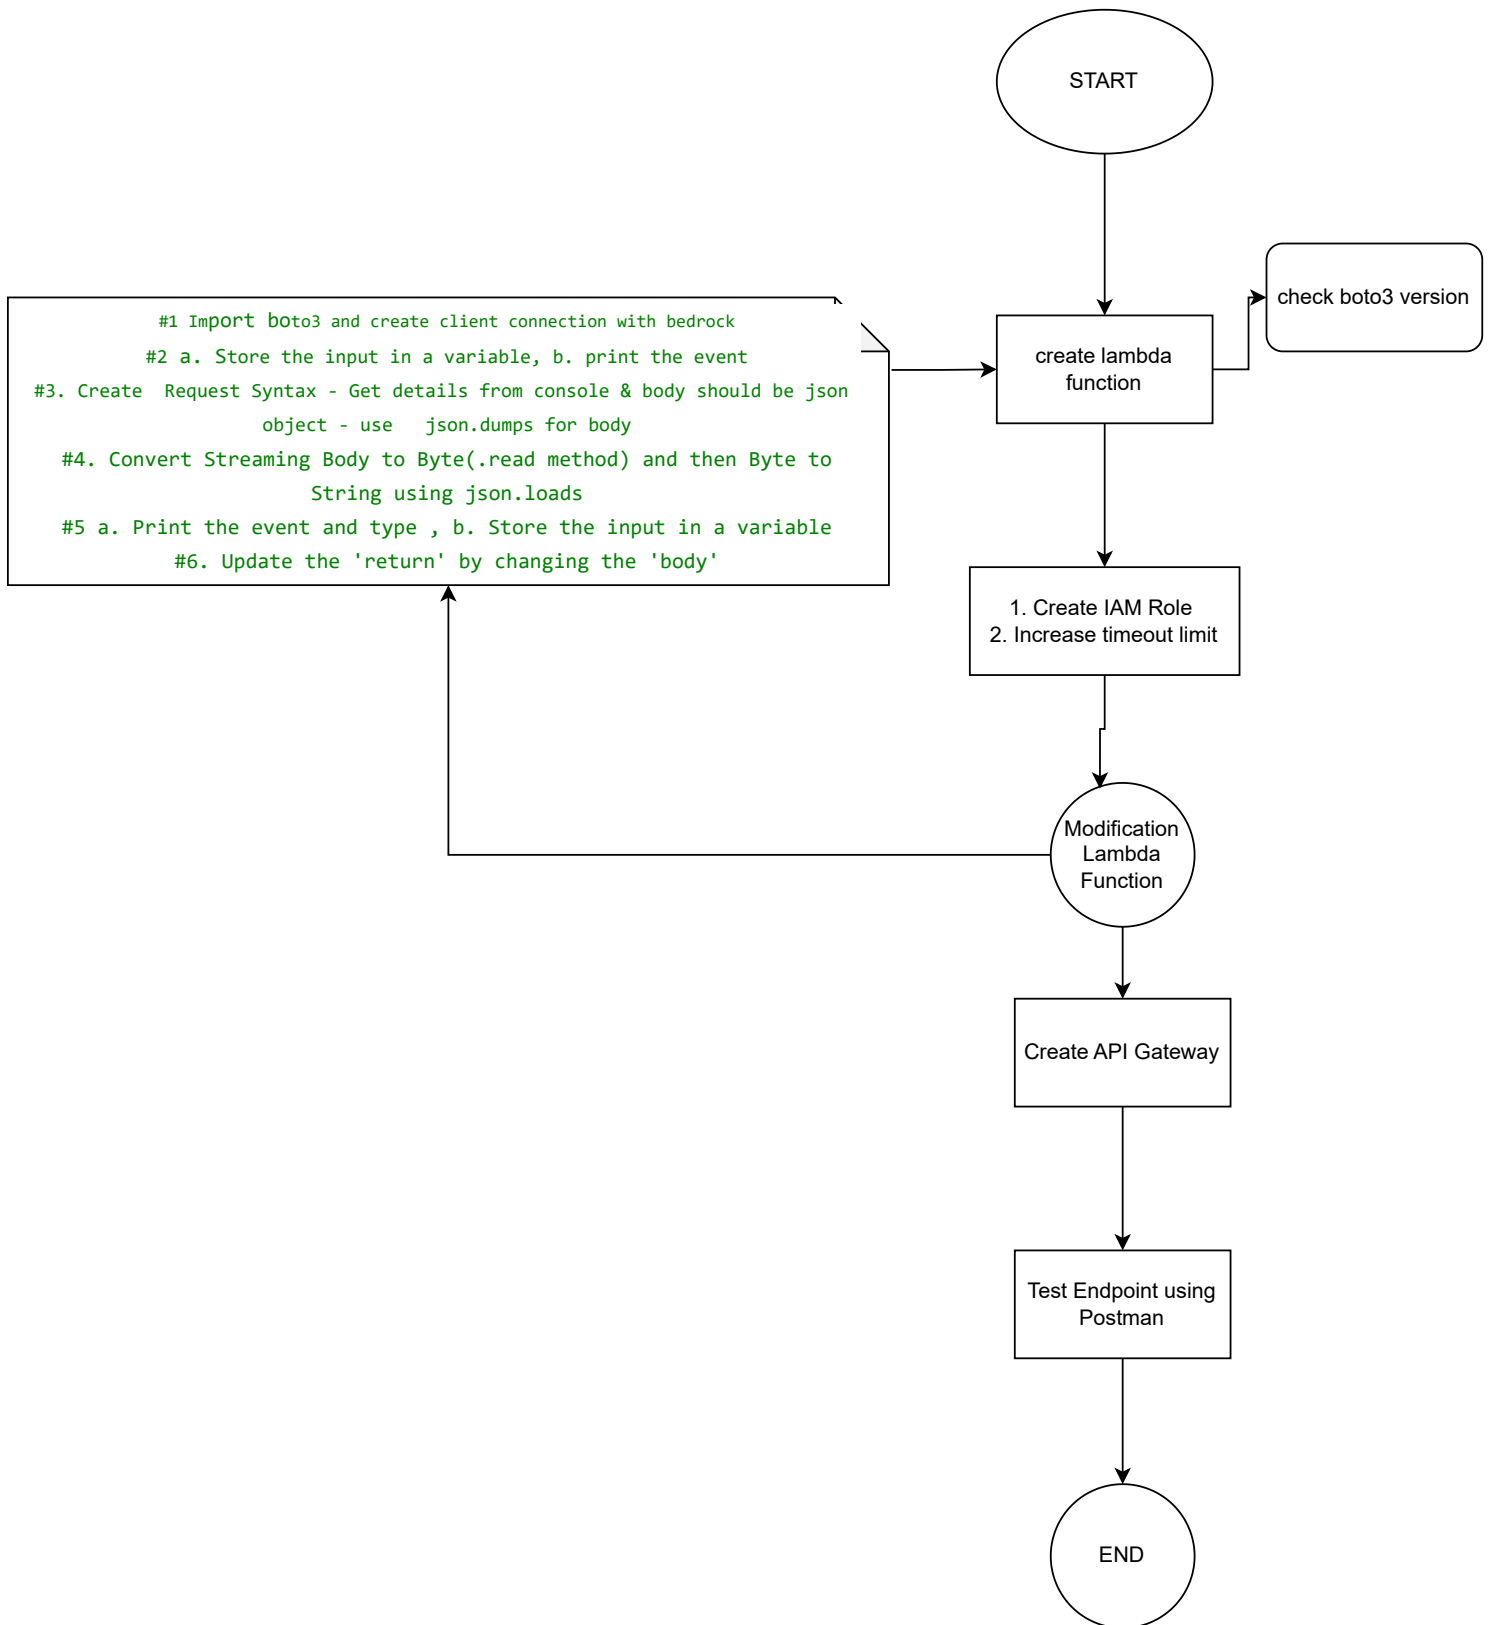 START
check boto3 version
create lambda
function
#1 Import boto3 and create client connection with bedrock
#2 a. Store the input in a variable, b. print the event
#3. Create  Request Syntax - Get details from console & body should be json
object - use   json.dumps for body
#4. Convert Streaming Body to Byte(.read method) and then Byte to
String using json.loads
#5 a. Print the event and type , b. Store the input in a variable
#6. Update the 'return' by changing the 'body'
1. Create IAM Role
2. Increase timeout limit
Modification
Lambda
Function
Create API Gateway
Test Endpoint using
Postman
END